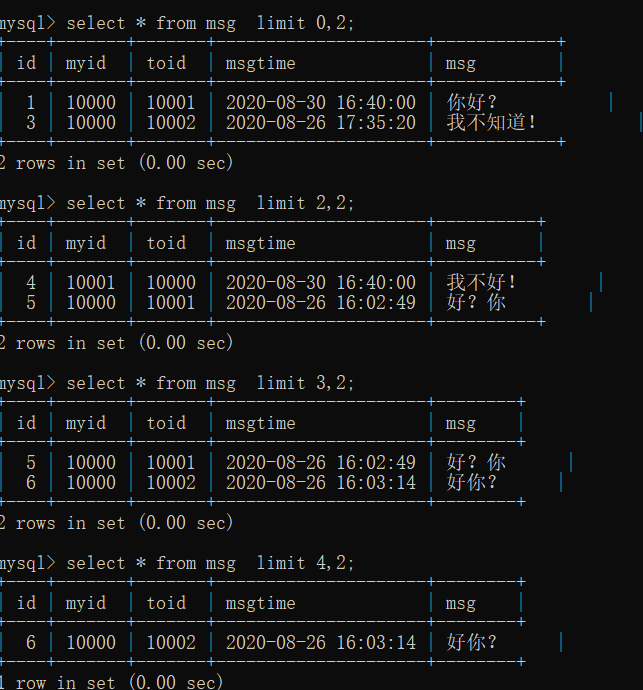 mysql> select * from msg  limit 0,2;
+----+-------+-------+---------------------+------------+
| id | myid  | toid  | msgtime             | msg        |
+----+-------+-------+---------------------+------------+
|  1 | 10000 | 10001 | 2020-08-30 16:40:00 | 你好?           |
|  3 | 10000 | 10002 | 2020-08-26 17:35:20 | 我不知道!          |
+----+-------+-------+---------------------+------------+
2 rows in set (0.00 sec)
mysql> select * from msg  limit 2,2;
+----+-------+-------+---------------------+----------+
| id | myid  | toid  | msgtime             | msg      |
+----+-------+-------+---------------------+----------+
|  4 | 10001 | 10000 | 2020-08-30 16:40:00 | 我不好!        |
|  5 | 10000 | 10001 | 2020-08-26 16:02:49 | 好?你        |
+----+-------+-------+---------------------+----------+
2 rows in set (0.00 sec)
mysql> select * from msg  limit 3,2;
+----+-------+-------+---------------------+--------+
| id | myid  | toid  | msgtime             | msg    |
+----+-------+-------+---------------------+--------+
|  5 | 10000 | 10001 | 2020-08-26 16:02:49 | 好?你      |
|  6 | 10000 | 10002 | 2020-08-26 16:03:14 | 好你?      |
+----+-------+-------+---------------------+--------+
2 rows in set (0.00 sec)
mysql> select * from msg  limit 4,2;
+----+-------+-------+---------------------+--------+
| id | myid  | toid  | msgtime             | msg    |
+----+-------+-------+---------------------+--------+
|  6 | 10000 | 10002 | 2020-08-26 16:03:14 | 好你?      |
+----+-------+-------+---------------------+--------+
1 row in set (0.00 sec)